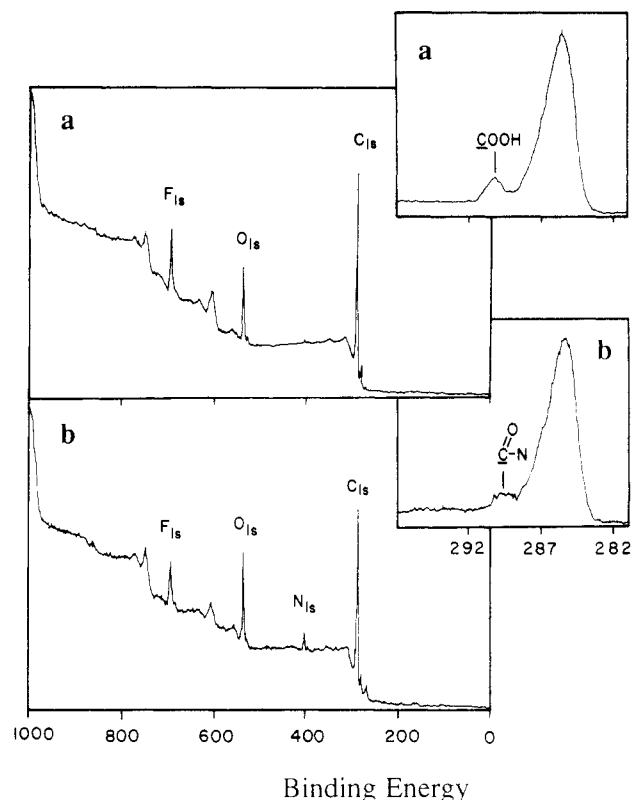 a
F1s
O1s
C1s
a
COOH
b
F1s
O1s
N1s
C1s
b
O
C-N
292 287 282
1000 800 600 400 200 0
Binding Energy